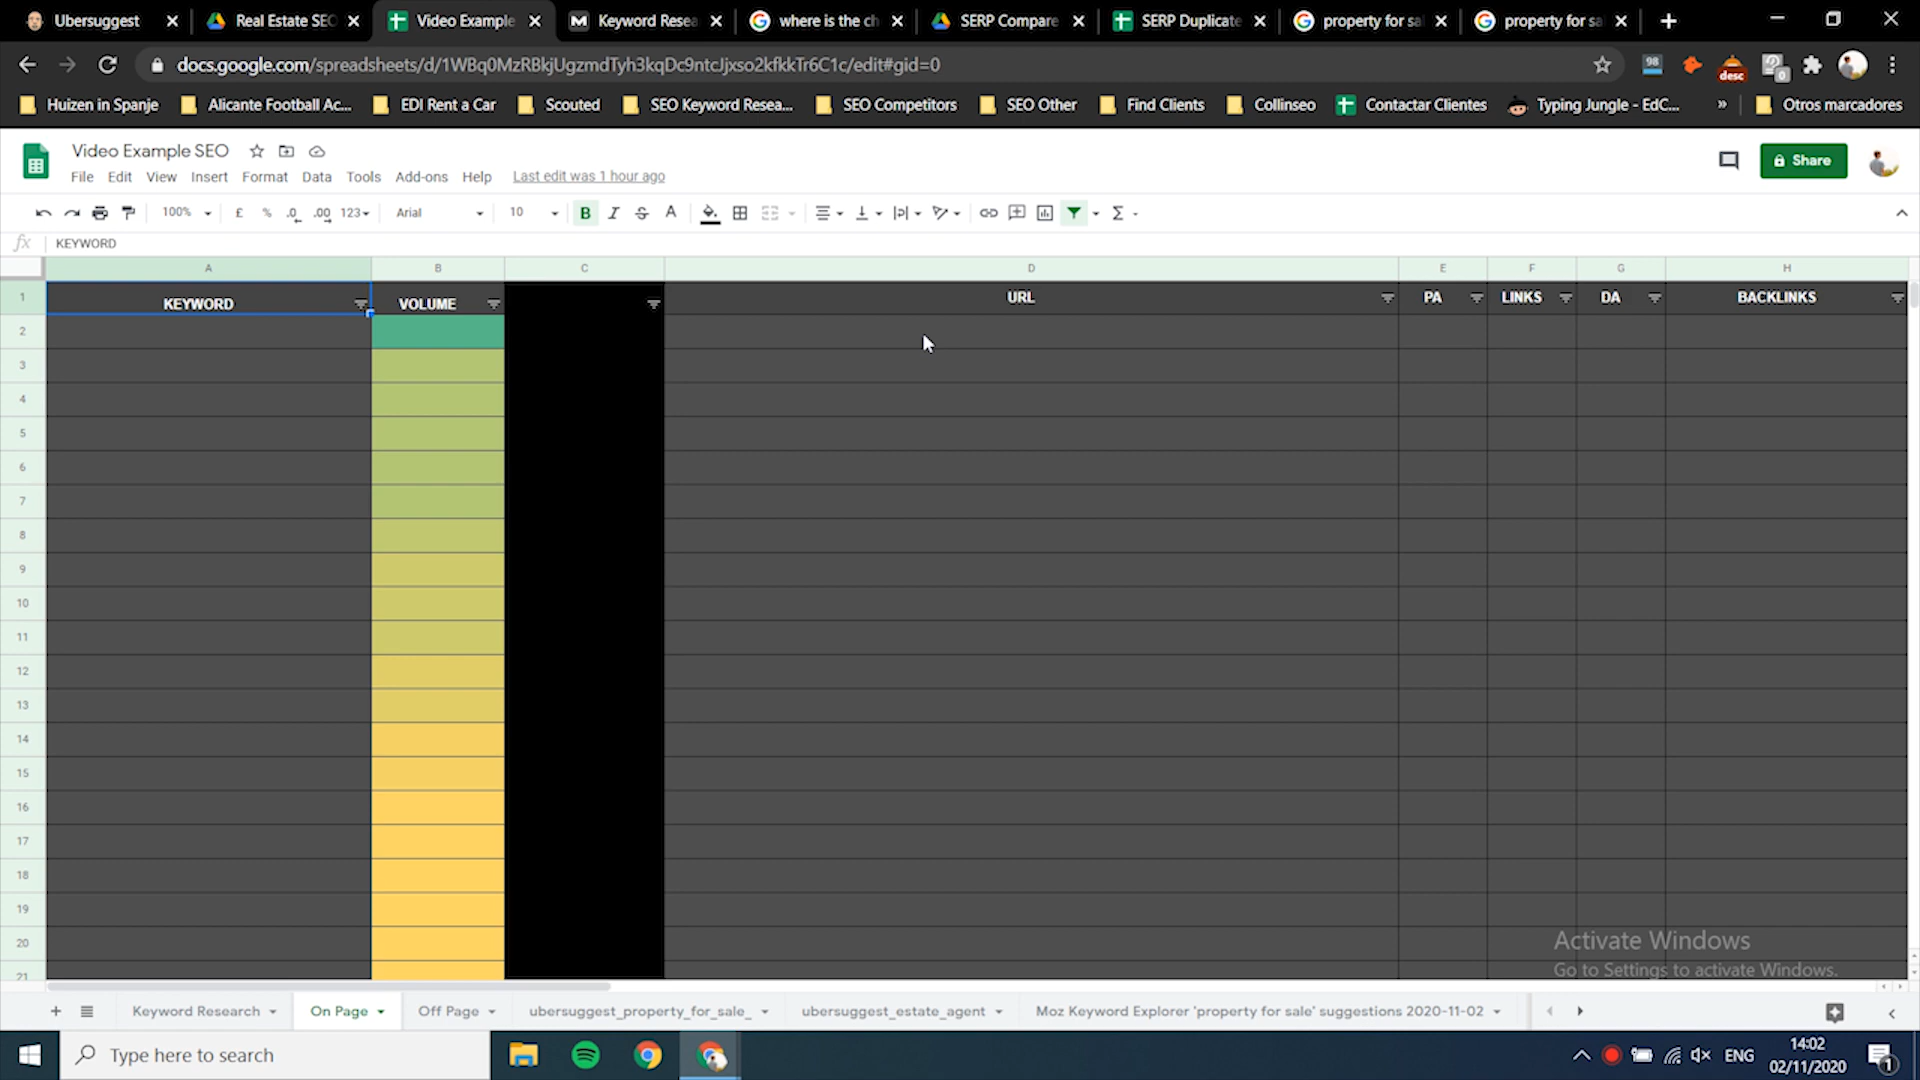 Ubersuggest
Real Estate SEO
Video Example
Keyword Resea
where is the ch
SERP Compare
SERP Duplicate
property for sa
property for sa
docs.google.com/spreadsheets/d/1WBq0MzRBkjUgzmdTyh3kqDc9ntcJjxso2kfkkTr6C1c/edit#gid=0
98
desc
0
Huizen in Spanje
Alicante Football Ac...
EDI Rent a Car
Scouted
SEO Keyword Resea...
SEO Competitors
SEO Other
Find Clients
Collinseo
Contactar Clientes
Typing Jungle - EdC...
»
Otros marcadores
Video Example SEO
Share
File Edit View Insert Format Data Tools Add-ons Help Last edit was 1 hour ago
100% £ % .0 .00 123 Arial 10 B I S A Σ
fx KEYWORD
A B C D E F G H
1 KEYWORD VOLUME URL PA LINKS DA BACKLINKS
2
3
4
5
6
7
8
9
10
11
12
13
14
15
16
17
18
19
20
21
Activate Windows
Go to Settings to activate Windows.
Keyword Research
On Page
Off Page
ubersuggest_property_for_sale_
ubersuggest_estate_agent
Moz Keyword Explorer 'property for sale' suggestions 2020-11-02
Type here to search
ENG
14:02
02/11/2020
1